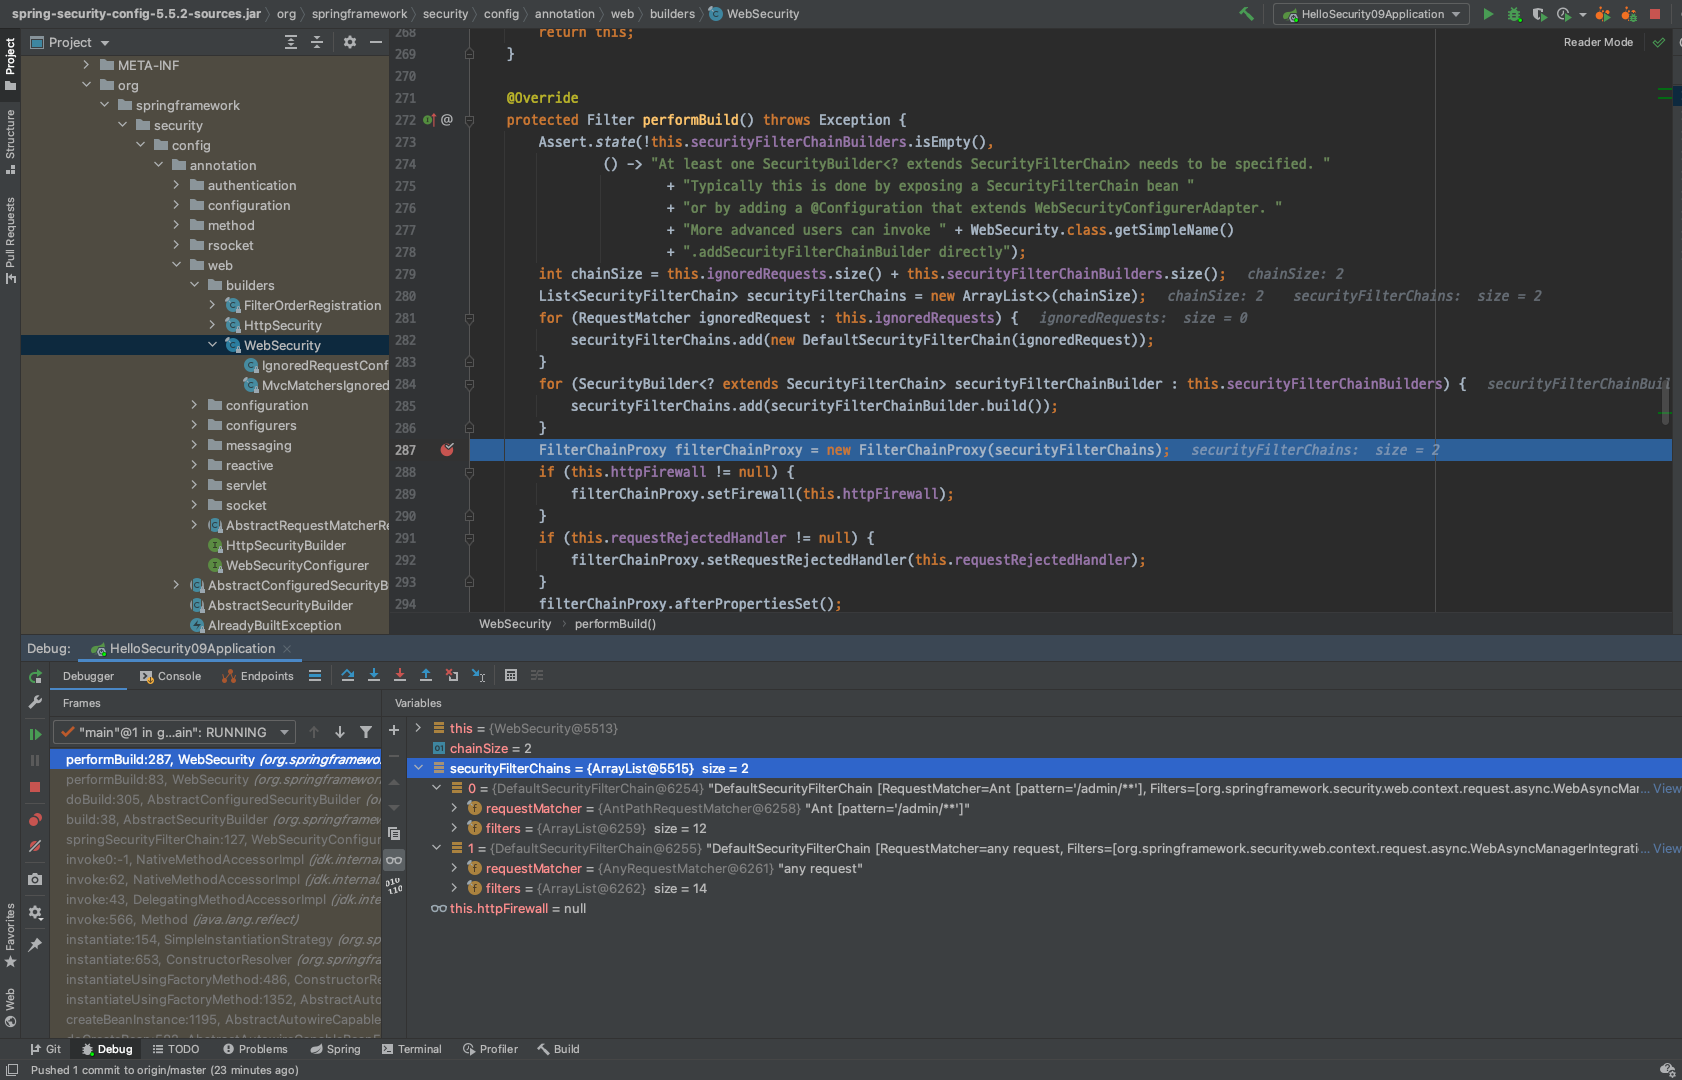 spring-security-config-5.5.2-sources.jar org springframework security config annotation web builders WebSecurity
HelloSecurity09Application
Project
Project
Structure
Pull Requests
Favorites
Web
META-INF
org
springframework
security
config
annotation
authentication
configuration
method
rsocket
web
builders
FilterOrderRegistration
HttpSecurity
WebSecurity
IgnoredRequestConf
MvcMatchersIgnored
configuration
configurers
messaging
reactive
servlet
socket
AbstractRequestMatcherRe
HttpSecurityBuilder
WebSecurityConfigurer
AbstractConfiguredSecurityB
AbstractSecurityBuilder
AlreadyBuiltException
Reader Mode
268 return this;
269 }
270
271 @Override
272 @ protected Filter performBuild() throws Exception {
273 Assert.state(!this.securityFilterChainBuilders.isEmpty(),
274 () -> "At least one SecurityBuilder<? extends SecurityFilterChain> needs to be specified. "
275 + "Typically this is done by exposing a SecurityFilterChain bean "
276 + "or by adding a @Configuration that extends WebSecurityConfigurerAdapter. "
277 + "More advanced users can invoke " + WebSecurity.class.getSimpleName()
278 + ".addSecurityFilterChainBuilder directly");
279 int chainSize = this.ignoredRequests.size() + this.securityFilterChainBuilders.size(); chainSize: 2
280 List<SecurityFilterChain> securityFilterChains = new ArrayList<>(chainSize); chainSize: 2 securityFilterChains: size = 2
281 for (RequestMatcher ignoredRequest : this.ignoredRequests) { ignoredRequests: size = 0
282 securityFilterChains.add(new DefaultSecurityFilterChain(ignoredRequest));
283 }
284 for (SecurityBuilder<? extends SecurityFilterChain> securityFilterChainBuilder : this.securityFilterChainBuilders) { securityFilterChainBuil
285 securityFilterChains.add(securityFilterChainBuilder.build());
286 }
287 FilterChainProxy filterChainProxy = new FilterChainProxy(securityFilterChains); securityFilterChains: size = 2
288 if (this.httpFirewall != null) {
289 filterChainProxy.setFirewall(this.httpFirewall);
290 }
291 if (this.requestRejectedHandler != null) {
292 filterChainProxy.setRequestRejectedHandler(this.requestRejectedHandler);
293 }
294 filterChainProxy.afterPropertiesSet();
WebSecurity performBuild()
Debug: HelloSecurity09Application
Debugger Console Endpoints
Frames
"main"@1 in g...ain": RUNNING
performBuild:287, WebSecurity (org.springframewo
performBuild:83, WebSecurity (org.springframewor
doBuild:305, AbstractConfiguredSecurityBuilder (o
build:38, AbstractSecurityBuilder (org.springframew
springSecurityFilterChain:127, WebSecurityConfigur
invoke0:-1, NativeMethodAccessorImpl (jdk.interna
invoke:62, NativeMethodAccessorImpl (jdk.internal.
invoke:43, DelegatingMethodAccessorImpl (jdk.inte
invoke:566, Method (java.lang.reflect)
instantiate:154, SimpleInstantiationStrategy (org.sp
instantiate:653, ConstructorResolver (org.springfra
instantiateUsingFactoryMethod:486, ConstructorRe
instantiateUsingFactoryMethod:1352, AbstractAuto
createBeanInstance:1195, AbstractAutowireCapable
Variables
this = {WebSecurity@5513}
chainSize = 2
securityFilterChains = {ArrayList@5515} size = 2
0 = {DefaultSecurityFilterChain@6254} "DefaultSecurityFilterChain [RequestMatcher=Ant [pattern='/admin/**'], Filters=[org.springframework.security.web.context.request.async.WebAsyncMar... View
requestMatcher = {AntPathRequestMatcher@6258} "Ant [pattern='/admin/**']"
filters = {ArrayList@6259} size = 12
1 = {DefaultSecurityFilterChain@6255} "DefaultSecurityFilterChain [RequestMatcher=any request, Filters=[org.springframework.security.web.context.request.async.WebAsyncManagerIntegrati... View
requestMatcher = {AnyRequestMatcher@6261} "any request"
filters = {ArrayList@6262} size = 14
this.httpFirewall = null
Git Debug TODO Problems Spring Terminal Profiler Build
Pushed 1 commit to origin/master (23 minutes ago)